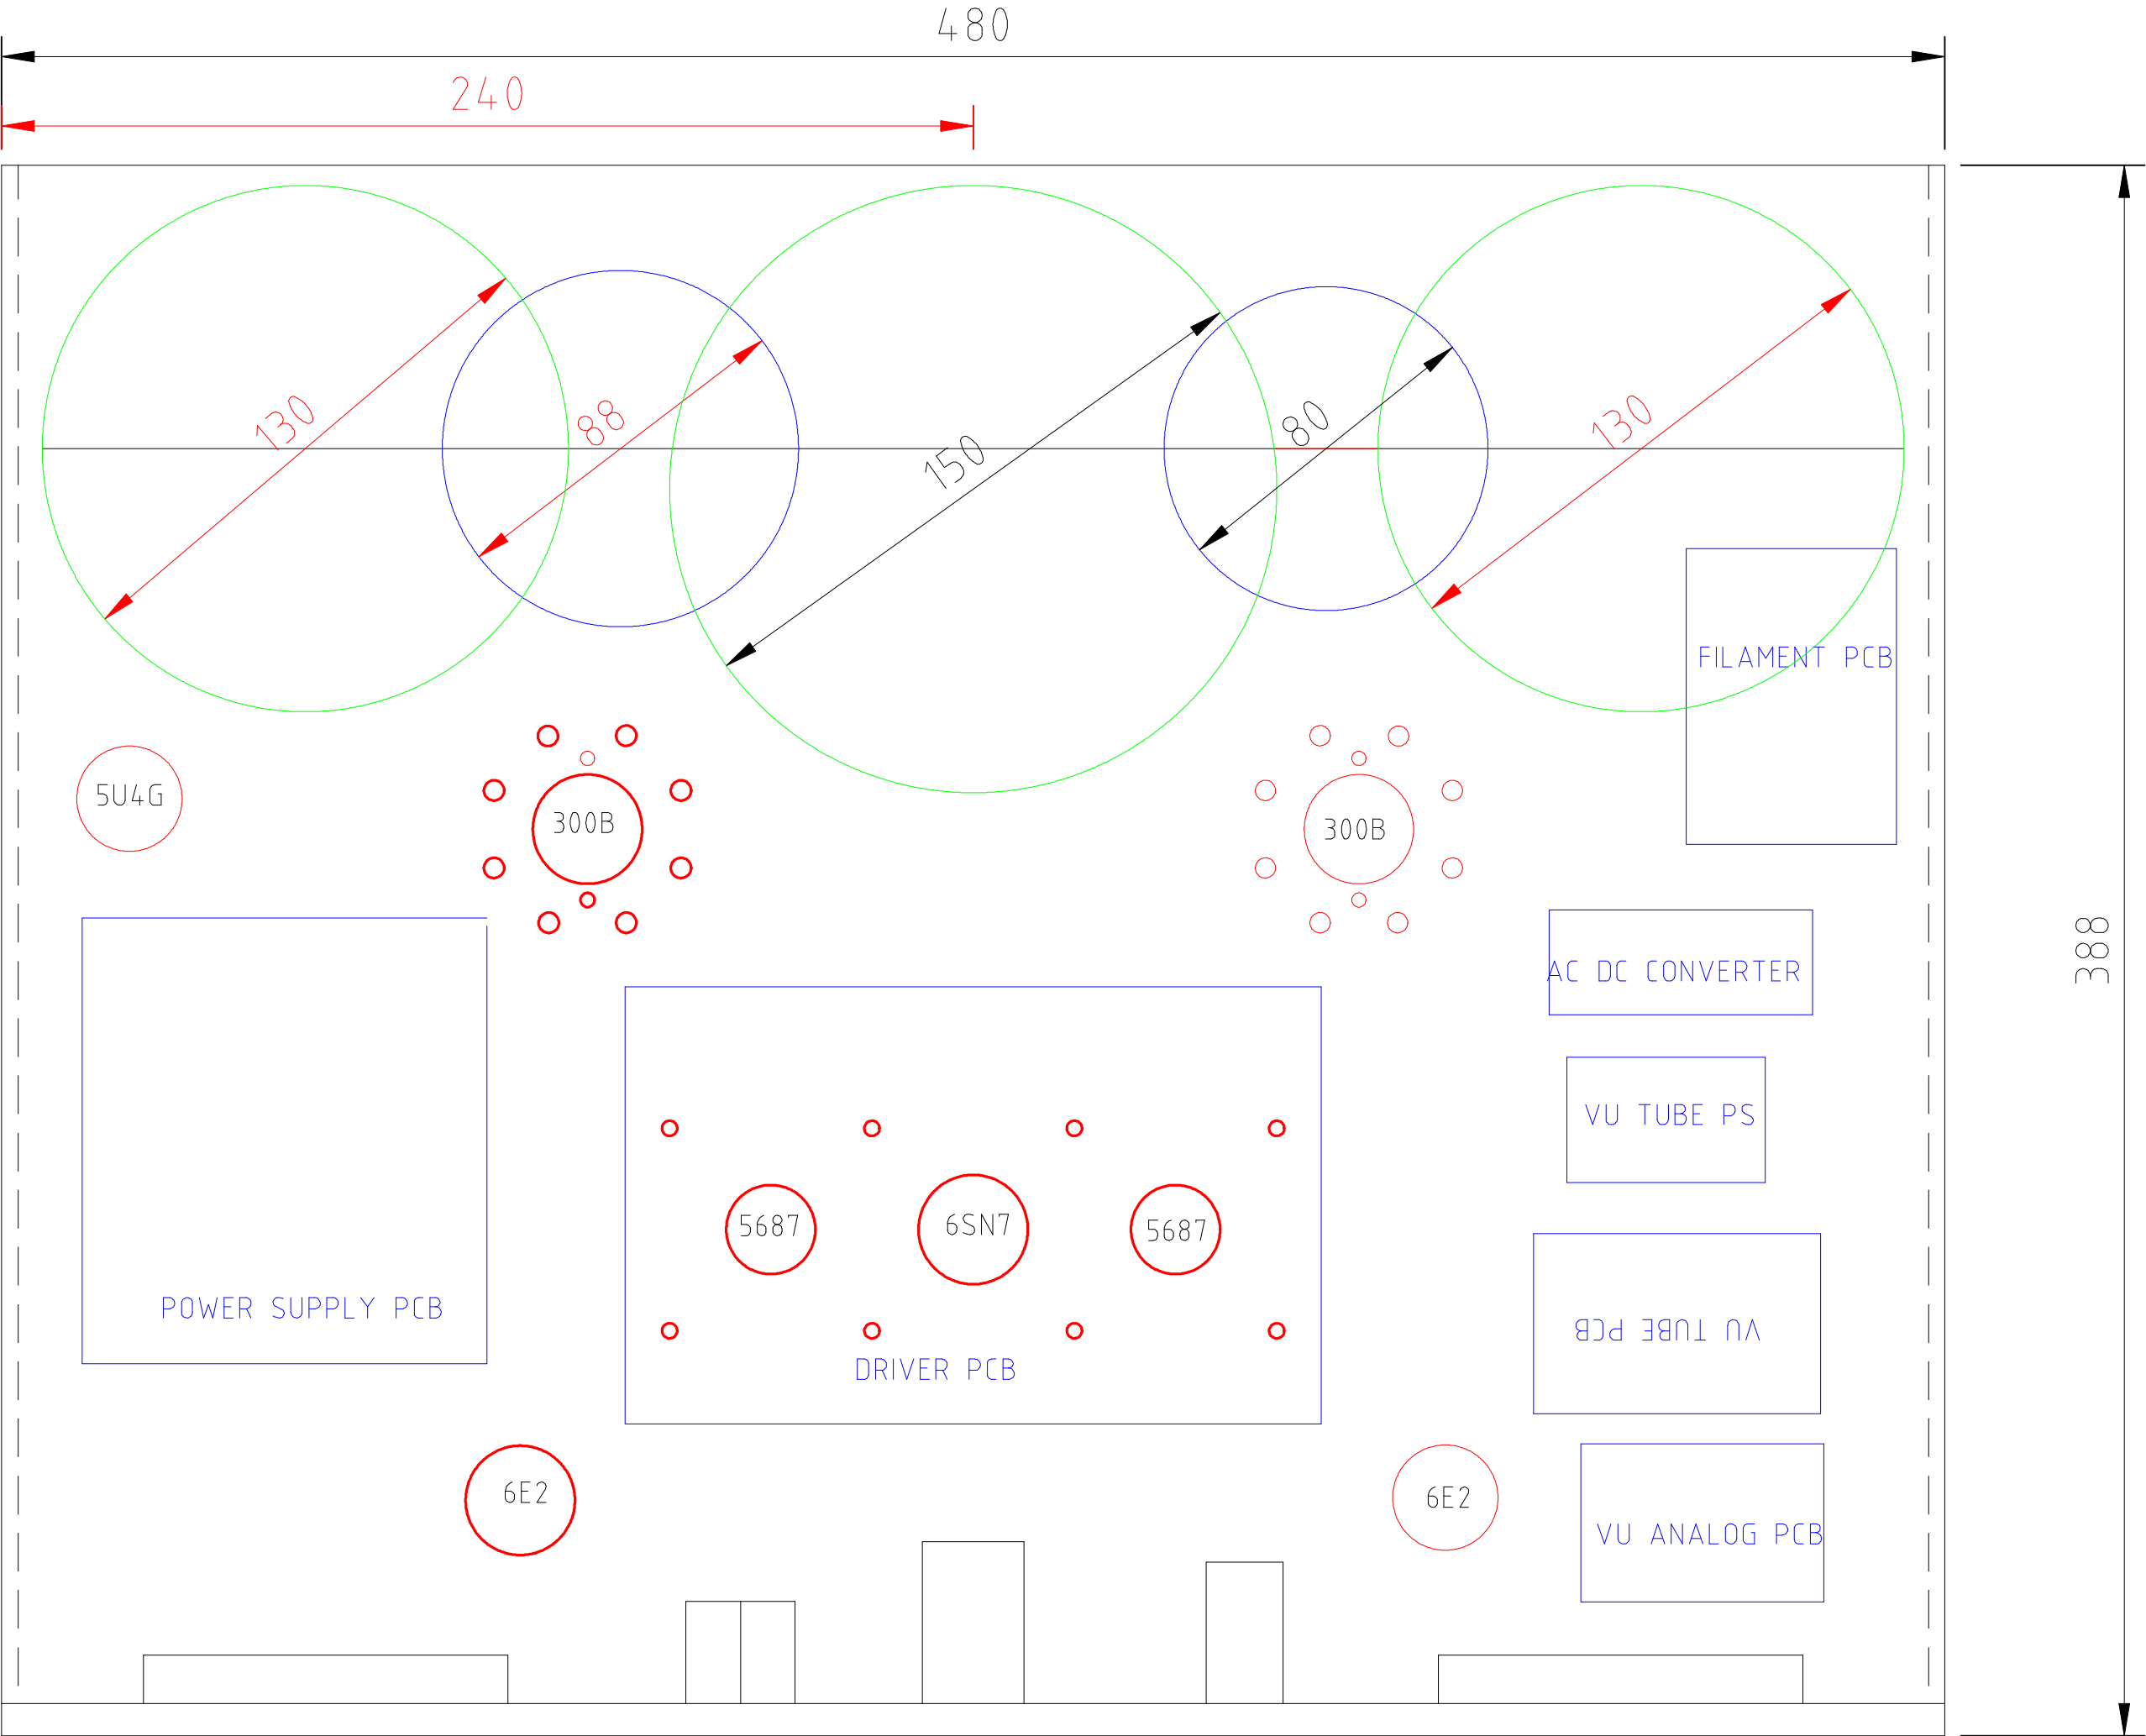 480
240
130
88
150
80
130
FILAMENT PCB
5U4G
300B
300B
388
AC DC CONVERTER
VU TUBE PS
5687
6SN7
5687
POWER SUPPLY PCB
VU TUBE PCB
DRIVER PCB
6E2
6E2
VU ANALOG PCB